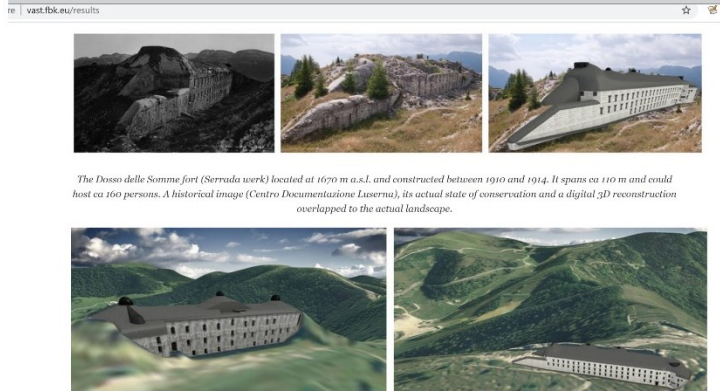 re vast.fbk.eu/results
The Dosso delle Somme fort (Serrada werk) located at 1670 m a.s.l. and constructed between 1910 and 1914. It spans ca 110 m and could
host ca 160 persons. A historical image (Centro Documentazione Luserna), its actual state of conservation and a digital 3D reconstruction
overlapped to the actual landscape.